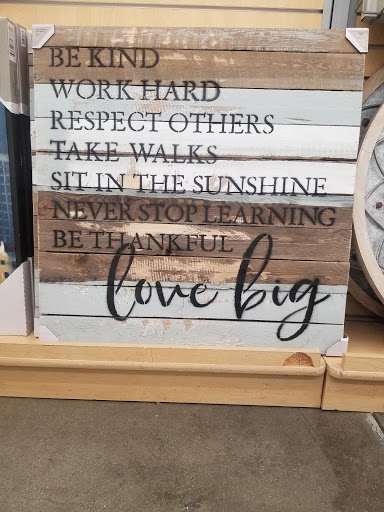 BE KIND
WORK HARD
RESPECT OTHERS
TAKE WALKS
SIT IN THE SUNSHINE
NEVER STOP LEARNING
BE THANKFUL
love big